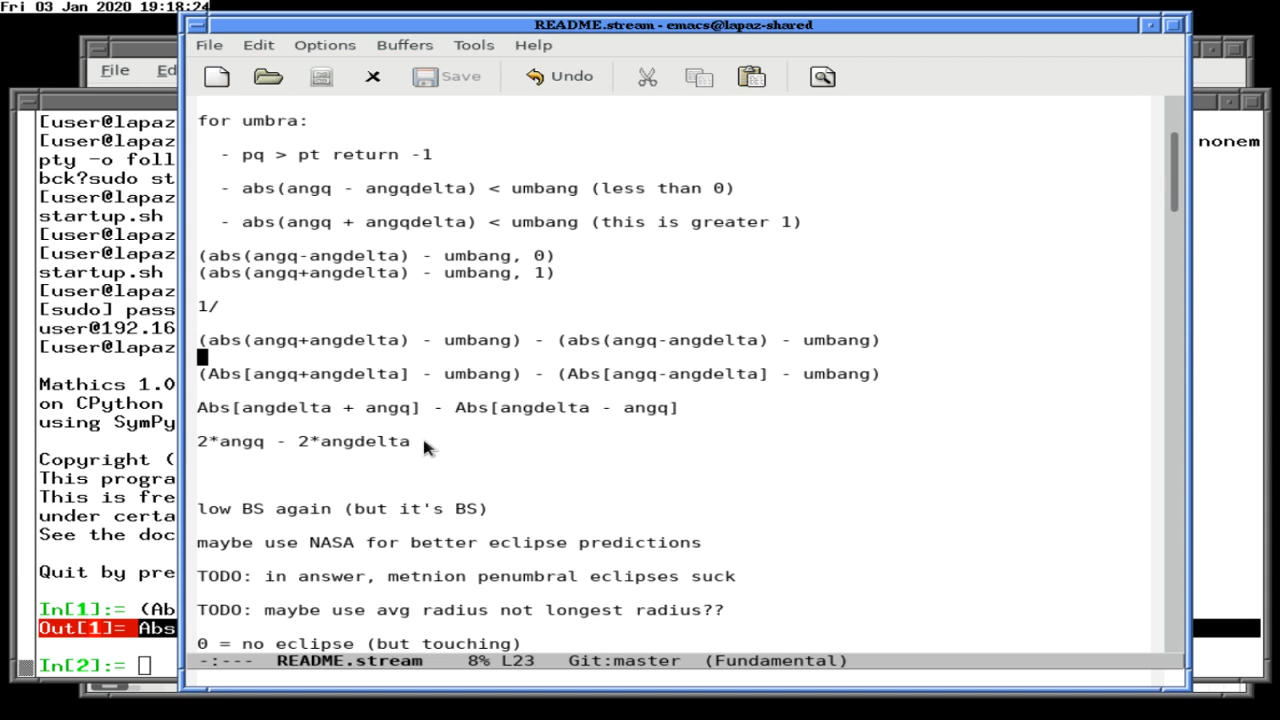 Fri 03 Jan 2020 19:18:24
README.stream - emacs@lapaz-shared
File Edit Options Buffers Tools Help
Save Undo
for umbra:
- pq > pt return -1
- abs(angq - angqdelta) < umbang (less than 0)
- abs(angq + angqdelta) < umbang (this is greater 1)
(abs(angq-angdelta) - umbang, 0)
(abs(angq+angdelta) - umbang, 1)
1/
(abs(angq+angdelta) - umbang) - (abs(angq-angdelta) - umbang)
(Abs[angq+angdelta] - umbang) - (Abs[angq-angdelta] - umbang)
Abs[angdelta + angq] - Abs[angdelta - angq]
2*angq - 2*angdelta
low BS again (but it's BS)
maybe use NASA for better eclipse predictions
TODO: in answer, metnion penumbral eclipses suck
TODO: maybe use avg radius not longest radius??
0 = no eclipse (but touching)
-:--- README.stream 8% L23 Git:master (Fundamental)
File Ed
[user@lapaz
[user@lapaz nonem
pty -o foll
bck?sudo st
[user@lapaz
startup.sh
[user@lapaz
[user@lapaz
startup.sh
[user@lapaz
[sudo] pass
user@192.16
[user@lapaz
Mathics 1.0
on CPython
using SymPy
Copyright (
This progra
This is fre
under certa
See the doc
Quit by pre
In[1]:= (Ab
Out[1]= Abs
In[2]:=